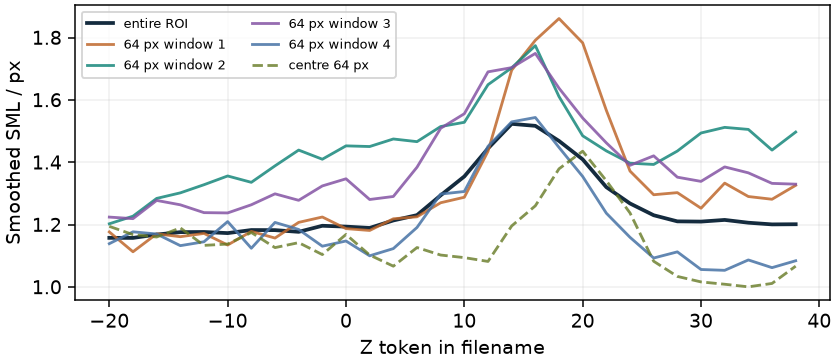 entire ROI
64 px window 1
64 px window 2
64 px window 3
64 px window 4
centre 64 px
Smoothed SML / px
1.8
1.6
1.4
1.2
1.0
−20 −10 0 10 20 30 40
Z token in filename